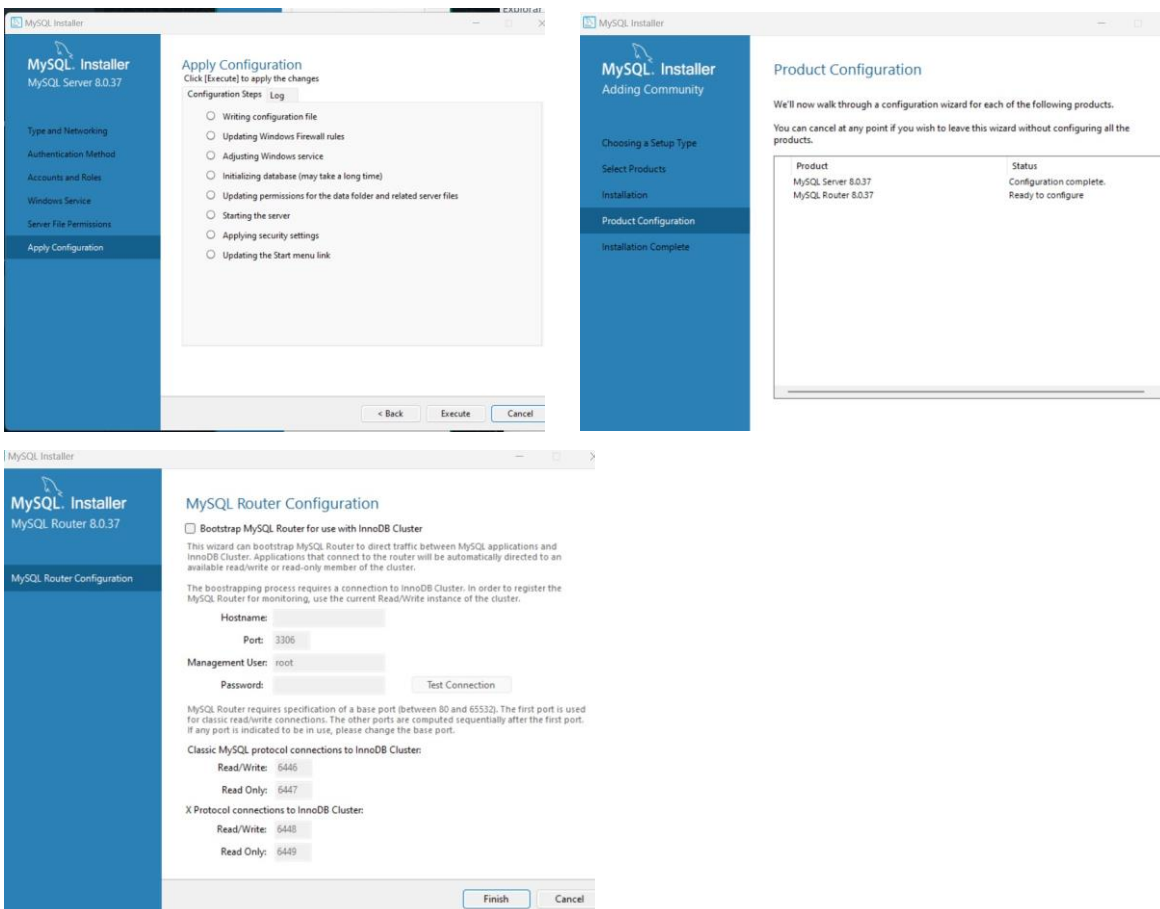 Explorar
MySQL Installer
MySQL. Installer
MySQL Server 8.0.37
Type and Networking
Authentication Method
Accounts and Roles
Windows Service
Server File Permissions
Apply Configuration
Apply Configuration
Click [Execute] to apply the changes
Configuration Steps Log
Writing configuration file
Updating Windows Firewall rules
Adjusting Windows service
Initializing database (may take a long time)
Updating permissions for the data folder and related server files
Starting the server
Applying security settings
Updating the Start menu link
< Back Execute Cancel
MySQL Installer
MySQL. Installer
Adding Community
Choosing a Setup Type
Select Products
Installation
Product Configuration
Installation Complete
Product Configuration
We'll now walk through a configuration wizard for each of the following products.
You can cancel at any point if you wish to leave this wizard without configuring all the
products.
Product Status
MySQL Server 8.0.37 Configuration complete.
MySQL Router 8.0.37 Ready to configure
MySQL Installer
MySQL. Installer
MySQL Router 8.0.37
MySQL Router Configuration
MySQL Router Configuration
Bootstrap MySQL Router for use with InnoDB Cluster
This wizard can bootstrap MySQL Router to direct traffic between MySQL applications and
InnoDB Cluster. Applications that connect to the router will be automatically directed to an
available read/write or read-only member of the cluster.
The boostrapping process requires a connection to InnoDB Cluster. In order to register the
MySQL Router for monitoring, use the current Read/Write instance of the cluster.
Hostname:
Port: 3306
Management User: root
Password: Test Connection
MySQL Router requires specification of a base port (between 80 and 65532). The first port is used
for classic read/write connections. The other ports are computed sequentially after the first port.
If any port is indicated to be in use, please change the base port.
Classic MySQL protocol connections to InnoDB Cluster:
Read/Write: 6446
Read Only: 6447
X Protocol connections to InnoDB Cluster:
Read/Write: 6448
Read Only: 6449
Finish Cancel